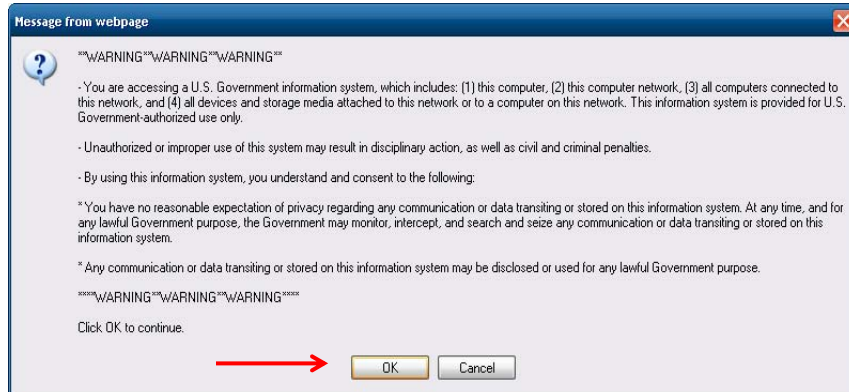 Message from webpage
**WARNING**WARNING**WARNING**
- You are accessing a U.S. Government information system, which includes: (1) this computer, (2) this computer network, (3) all computers connected to
this network, and (4) all devices and storage media attached to this network or to a computer on this network. This information system is provided for U.S.
Government-authorized use only.
- Unauthorized or improper use of this system may result in disciplinary action, as well as civil and criminal penalties.
- By using this information system, you understand and consent to the following:
* You have no reasonable expectation of privacy regarding any communication or data transiting or stored on this information system. At any time, and for
any lawful Government purpose, the Government may monitor, intercept, and search and seize any communication or data transiting or stored on this
information system.
* Any communication or data transiting or stored on this information system may be disclosed or used for any lawful Government purpose.
****WARNING**WARNING**WARNING****
Click OK to continue.
OK
Cancel